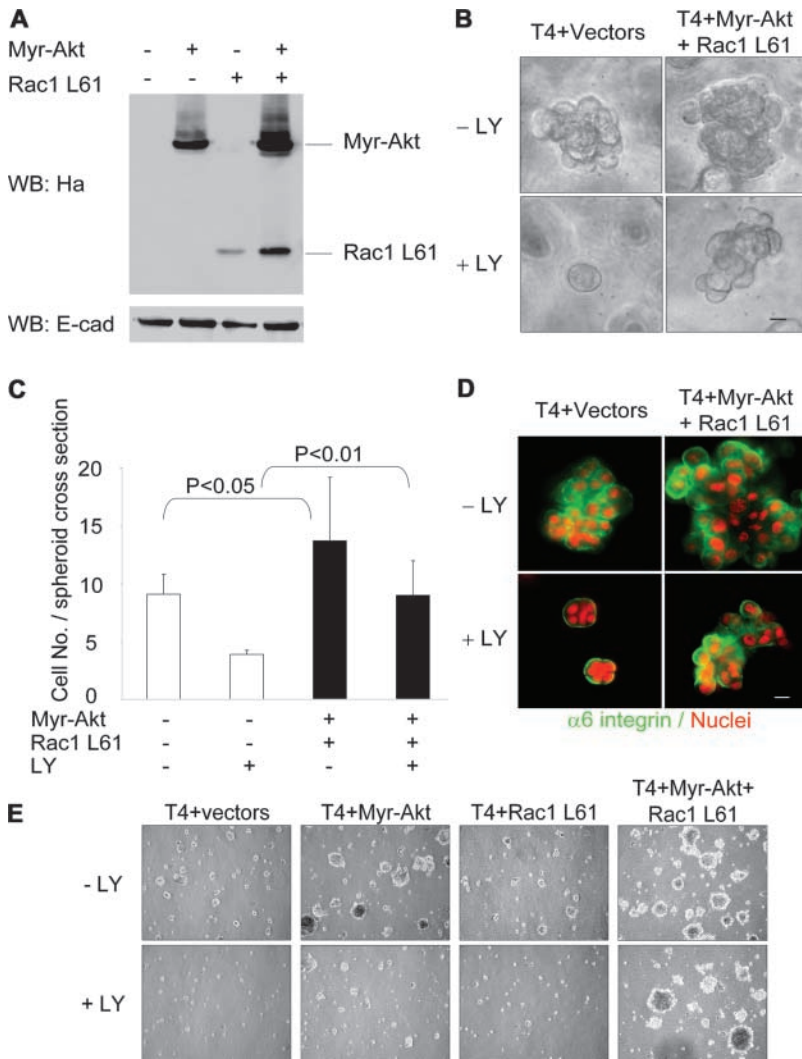 A
Myr-Akt - + - +
Rac1 L61 - - + +
WB: Ha
Myr-Akt
Rac1 L61
WB: E-cad
B
T4+Vectors
T4+Myr-Akt
+ Rac1 L61
– LY
+ LY
C
Cell No. / spheroid cross section
20
15
10
5
0
P<0.05
P<0.01
Myr-Akt - - + +
Rac1 L61 - - + +
LY - + - +
D
T4+Vectors
T4+Myr-Akt
+ Rac1 L61
– LY
+ LY
α6 integrin / Nuclei
E
T4+vectors
T4+Myr-Akt
T4+Rac1 L61
T4+Myr-Akt+
Rac1 L61
- LY
+ LY